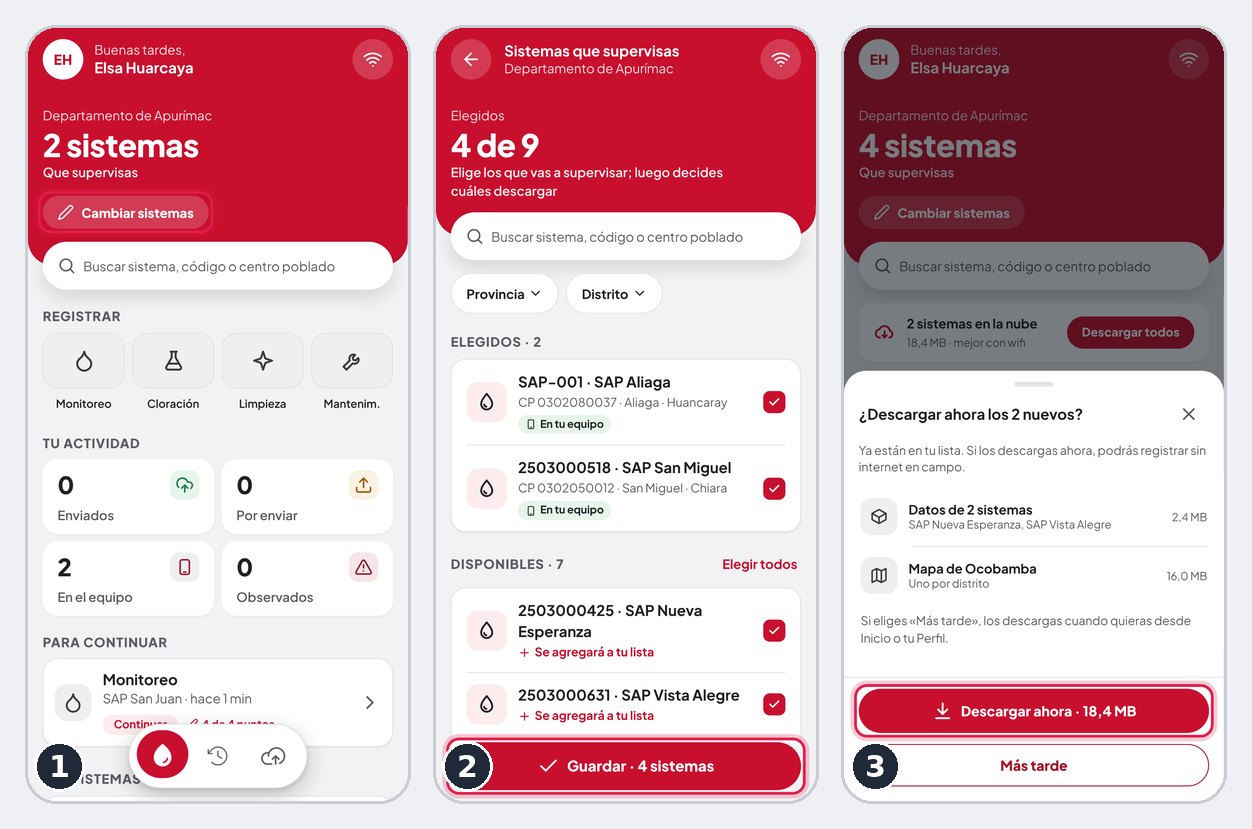 EH
Buenas tardes,
Elsa Huarcaya
Departamento de Apurímac
2 sistemas
Que supervisas
Cambiar sistemas
Buscar sistema, código o centro poblado
REGISTRAR
Monitoreo
Cloración
Limpieza
Mantenim.
TU ACTIVIDAD
0
Enviados
0
Por enviar
2
En el equipo
0
Observados
PARA CONTINUAR
Monitoreo
SAP San Juan · hace 1 min
Continuar
4 de 4 puntos
1
Sistemas que supervisas
Departamento de Apurímac
Elegidos
4 de 9
Elige los que vas a supervisar; luego decides
cuáles descargar
Buscar sistema, código o centro poblado
Provincia
Distrito
ELEGIDOS · 2
SAP-001 · SAP Aliaga
CP 0302080037 · Aliaga · Huancaray
En tu equipo
2503000518 · SAP San Miguel
CP 0302050012 · San Miguel · Chiara
En tu equipo
DISPONIBLES · 7
Elegir todos
2503000425 · SAP Nueva
Esperanza
+ Se agregará a tu lista
2503000631 · SAP Vista Alegre
+ Se agregará a tu lista
2
Guardar · 4 sistemas
EH
Buenas tardes,
Elsa Huarcaya
Departamento de Apurímac
4 sistemas
Que supervisas
Cambiar sistemas
Buscar sistema, código o centro poblado
2 sistemas en la nube
18,4 MB · mejor con wifi
Descargar todos
¿Descargar ahora los 2 nuevos?
Ya están en tu lista. Si los descargas ahora, podrás registrar sin
internet en campo.
Datos de 2 sistemas
SAP Nueva Esperanza, SAP Vista Alegre
2,4 MB
Mapa de Ocobamba
Uno por distrito
16,0 MB
Si eliges «Más tarde», los descargas cuando quieras desde
Inicio o tu Perfil.
Descargar ahora · 18,4 MB
3
Más tarde